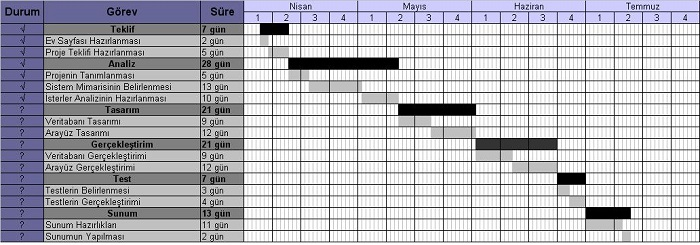 Durum Görev Süre Nisan Mayıs Haziran Temmuz
1 2 3 4 1 2 3 4 1 2 3 4 1 2 3 4
√ Teklif 7 gün
√ Ev Sayfası Hazırlanması 2 gün
√ Proje Teklifi Hazırlanması 5 gün
√ Analiz 28 gün
√ Projenin Tanımlanması 5 gün
√ Sistem Mimarisinin Belirlenmesi 13 gün
√ İsterler Analizinin Hazırlanması 10 gün
? Tasarım 21 gün
? Veritabanı Tasarımı 9 gün
? Arayüz Tasarımı 12 gün
? Gerçekleştirim 21 gün
? Veritabanı Gerçekleştirimi 9 gün
? Arayüz Gerçekleştirimi 12 gün
? Test 7 gün
? Testlerin Belirlenmesi 3 gün
? Testlerin Gerçekleştirimi 4 gün
? Sunum 13 gün
? Sunum Hazırlıkları 11 gün
? Sunumun Yapılması 2 gün